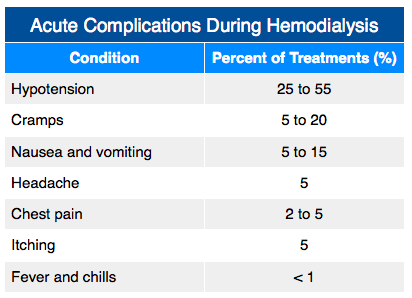 Acute Complications During Hemodialysis
Condition Percent of Treatments (%)
Hypotension 25 to 55
Cramps 5 to 20
Nausea and vomiting 5 to 15
Headache 5
Chest pain 2 to 5
Itching 5
Fever and chills < 1